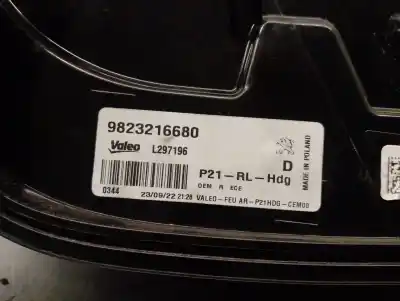 9823216680
Valeo L297196
D
MADE IN POLAND
P21-RL-Hdg
OEM R ECE
0344 23/09/22 21:28 VALEO-FEU AR-P21HDG-CEM00